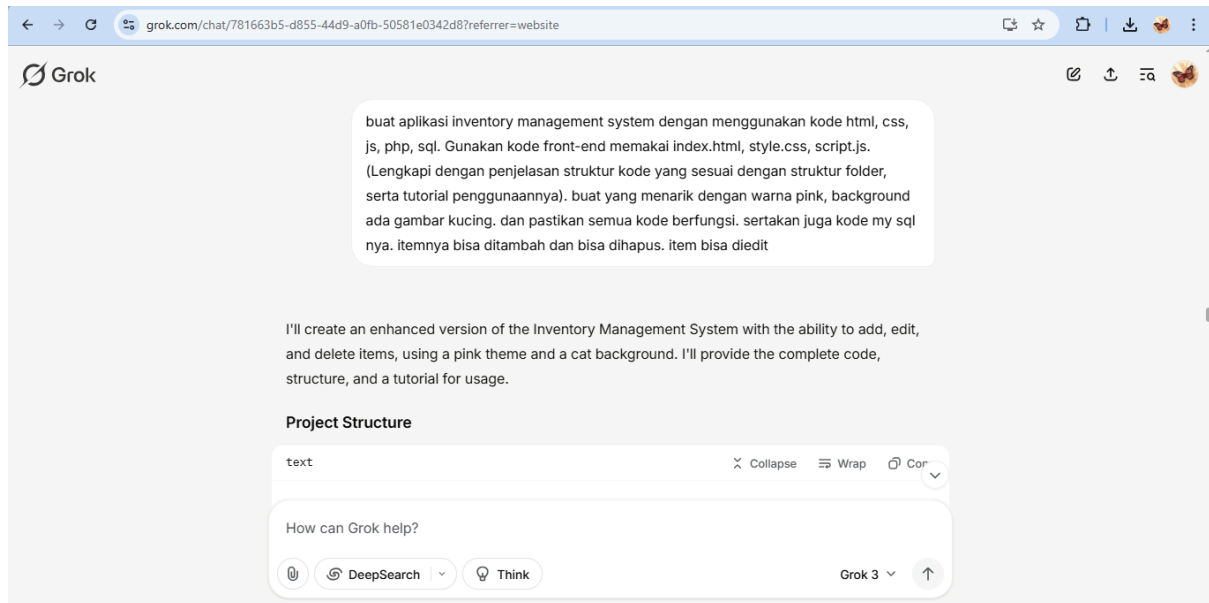 grok.com/chat/781663b5-d855-44d9-a0fb-50581e0342d8?referrer=website
Grok
buat aplikasi inventory management system dengan menggunakan kode html, css,
js, php, sql. Gunakan kode front-end memakai index.html, style.css, script.js.
(Lengkapi dengan penjelasan struktur kode yang sesuai dengan struktur folder,
serta tutorial penggunaannya). buat yang menarik dengan warna pink, background
ada gambar kucing. dan pastikan semua kode berfungsi. sertakan juga kode my sql
nya. itemnya bisa ditambah dan bisa dihapus. item bisa diedit
I'll create an enhanced version of the Inventory Management System with the ability to add, edit,
and delete items, using a pink theme and a cat background. I'll provide the complete code,
structure, and a tutorial for usage.
Project Structure
text Collapse Wrap
How can Grok help?
DeepSearch Think Grok 3